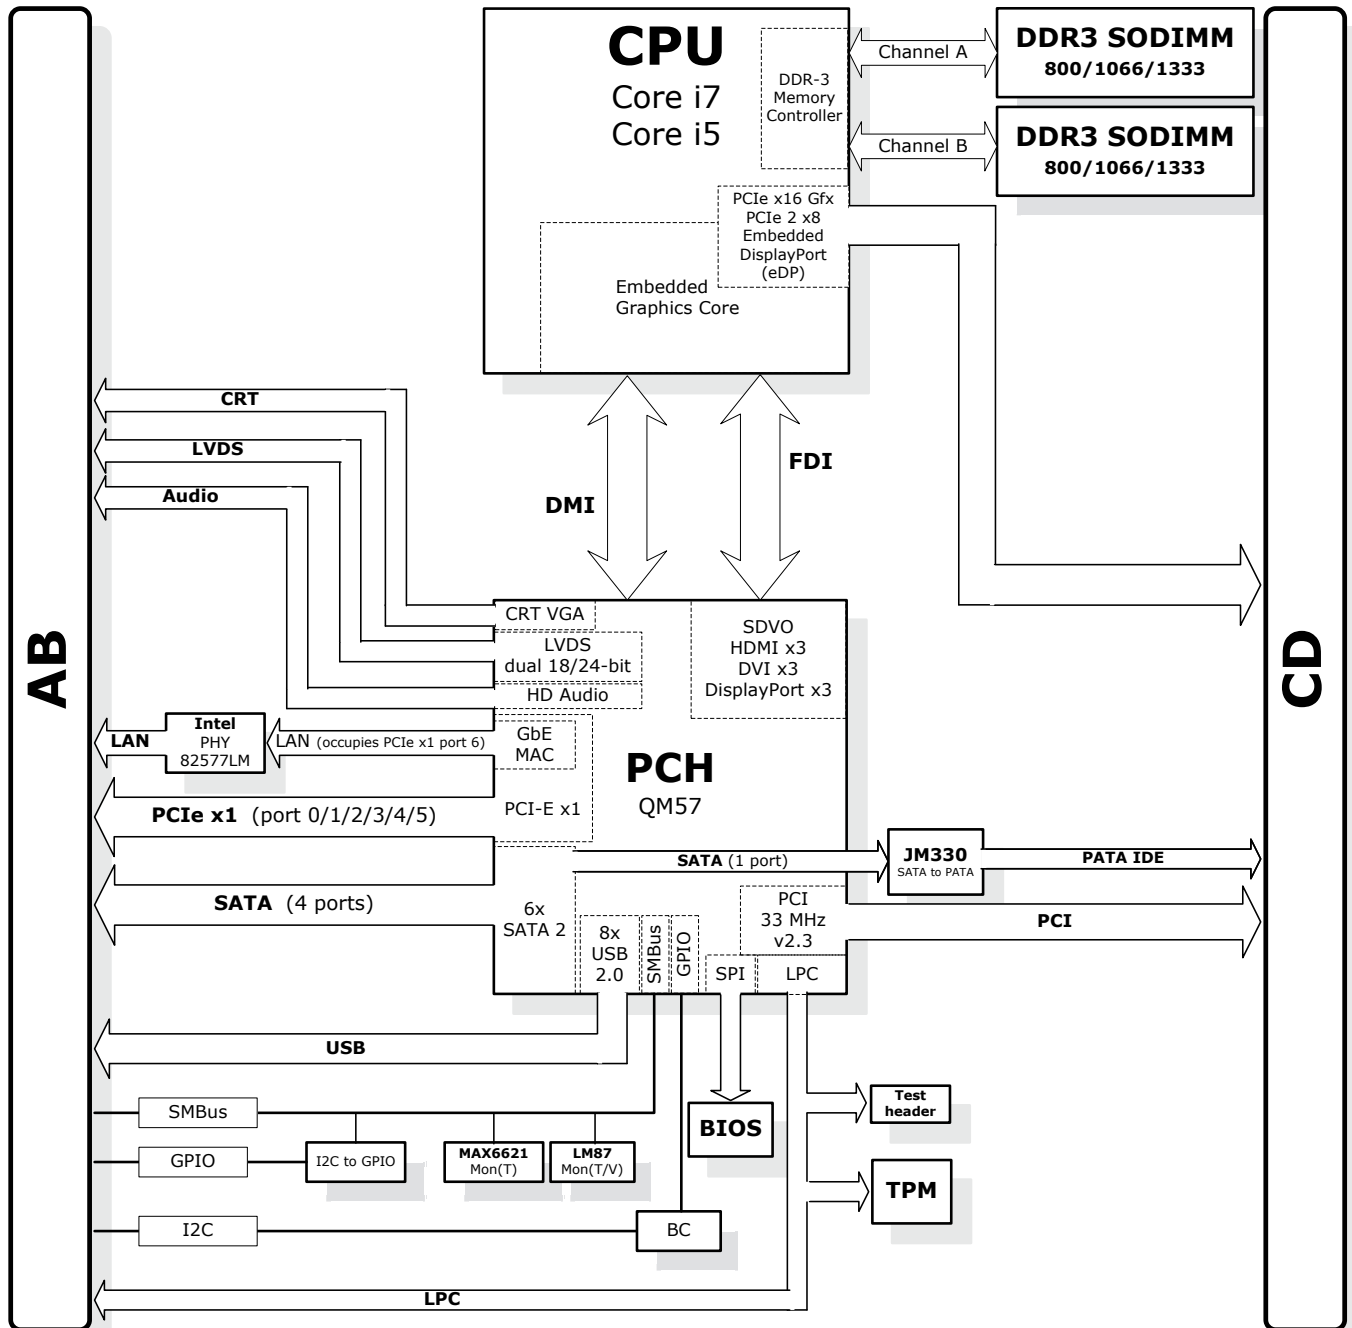 CPU
Core i7
Core i5
DDR-3
Memory
Controller
Channel A
DDR3 SODIMM
800/1066/1333
Channel B
DDR3 SODIMM
800/1066/1333
PCIe x16 Gfx
PCIe 2 x8
Embedded
DisplayPort
(eDP)
Embedded
Graphics Core
CRT
LVDS
Audio
DMI
FDI
AB
CD
CRT VGA
LVDS
dual 18/24-bit
HD Audio
SDVO
HDMI x3
DVI x3
DisplayPort x3
LAN
Intel
PHY
82577LM
LAN (occupies PCIe x1 port 6)
GbE
MAC
PCH
QM57
PCIe x1 (port 0/1/2/3/4/5)
PCI-E x1
SATA (1 port)
JM330
SATA to PATA
PATA IDE
SATA (4 ports)
6x
SATA 2
8x
USB
2.0
SMBus
GPIO
PCI
33 MHz
v2.3
SPI
LPC
PCI
USB
SMBus
GPIO
I2C to GPIO
MAX6621
Mon(T)
LM87
Mon(T/V)
BIOS
Test
header
TPM
I2C
BC
LPC